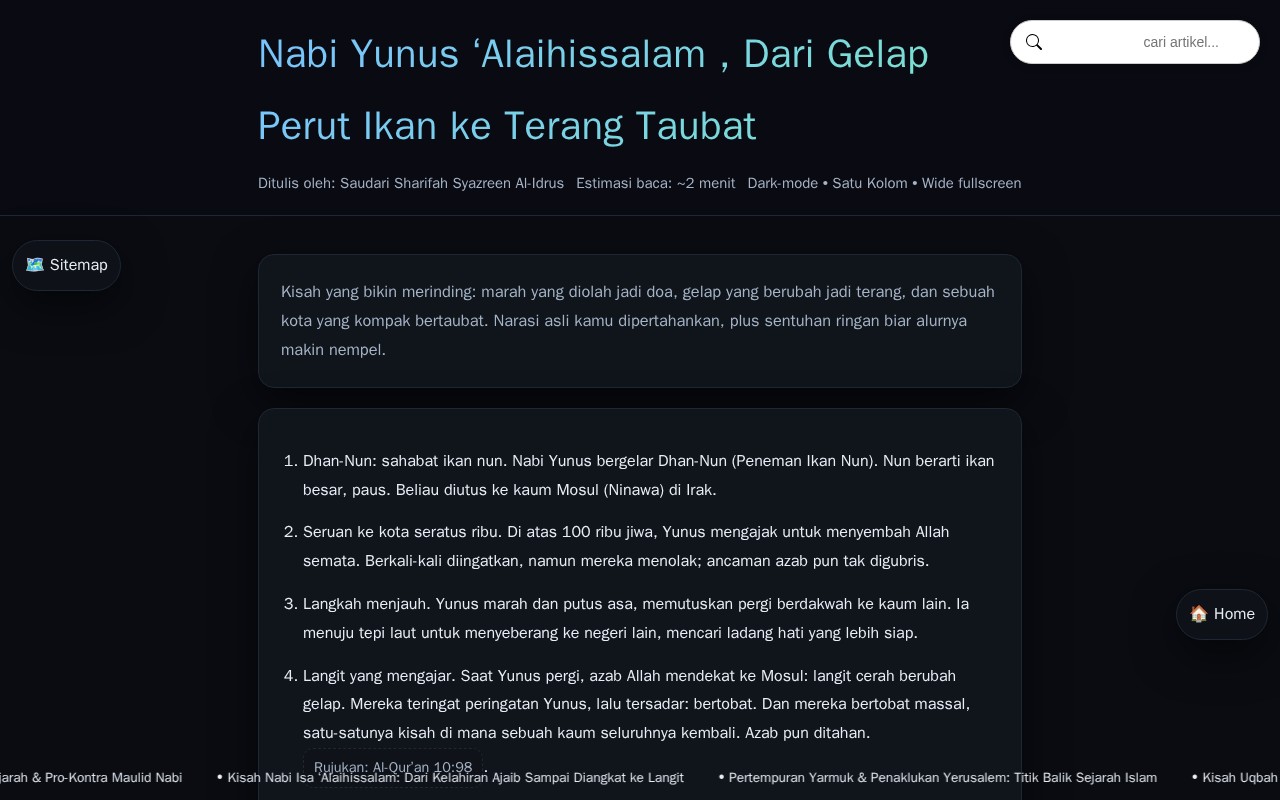 Nabi Yunus ‘Alaihissalam , Dari Gelap
Perut Ikan ke Terang Taubat
cari artikel...
Ditulis oleh: Saudari Sharifah Syazreen Al-Idrus Estimasi baca: ~2 menit Dark-mode • Satu Kolom • Wide fullscreen
🗺️ Sitemap
Kisah yang bikin merinding: marah yang diolah jadi doa, gelap yang berubah jadi terang, dan sebuah
kota yang kompak bertaubat. Narasi asli kamu dipertahankan, plus sentuhan ringan biar alurnya
makin nempel.
1. Dhan-Nun: sahabat ikan nun. Nabi Yunus bergelar Dhan-Nun (Peneman Ikan Nun). Nun berarti ikan
besar, paus. Beliau diutus ke kaum Mosul (Ninawa) di Irak.
2. Seruan ke kota seratus ribu. Di atas 100 ribu jiwa, Yunus mengajak untuk menyembah Allah
semata. Berkali-kali diingatkan, namun mereka menolak; ancaman azab pun tak digubris.
3. Langkah menjauh. Yunus marah dan putus asa, memutuskan pergi berdakwah ke kaum lain. Ia
menuju tepi laut untuk menyeberang ke negeri lain, mencari ladang hati yang lebih siap.
🏠 Home
4. Langit yang mengajar. Saat Yunus pergi, azab Allah mendekat ke Mosul: langit cerah berubah
gelap. Mereka teringat peringatan Yunus, lalu tersadar: bertobat. Dan mereka bertobat massal,
satu-satunya kisah di mana sebuah kaum seluruhnya kembali. Azab pun ditahan.
Rujukan: Al-Qur’an 10:98 .
jarah & Pro-Kontra Maulid Nabi • Kisah Nabi Isa ‘Alaihissalam: Dari Kelahiran Ajaib Sampai Diangkat ke Langit • Pertempuran Yarmuk & Penaklukan Yerusalem: Titik Balik Sejarah Islam • Kisah Uqbah